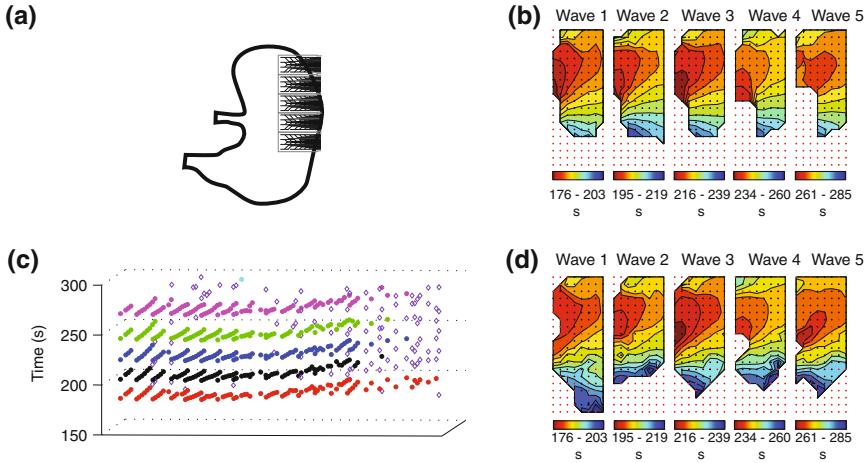 (a)
(b)
Wave 1 Wave 2 Wave 3 Wave 4 Wave 5
176 - 203 195 - 219 216 - 239 234 - 260 261 - 285
s s s s s
(c)
Time (s)
300
250
200
150
(d)
Wave 1 Wave 2 Wave 3 Wave 4 Wave 5
176 - 203 195 - 219 216 - 239 234 - 260 261 - 285
s s s s s